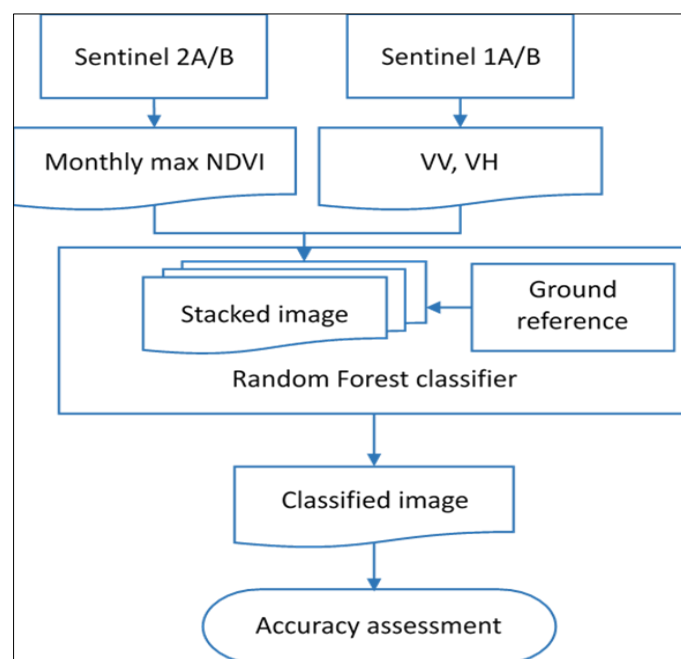 Sentinel 2A/B
Sentinel 1A/B
Monthly max NDVI
VV, VH
Stacked image
Ground
reference
Random Forest classifier
Classified image
Accuracy assessment